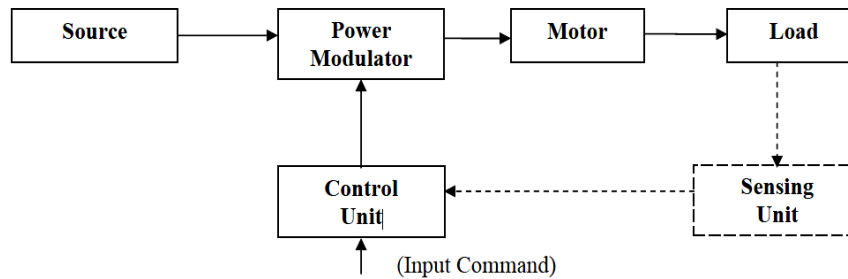 Source
Power
Modulator
Motor
Load
Control
Unit
Sensing
Unit
(Input Command)